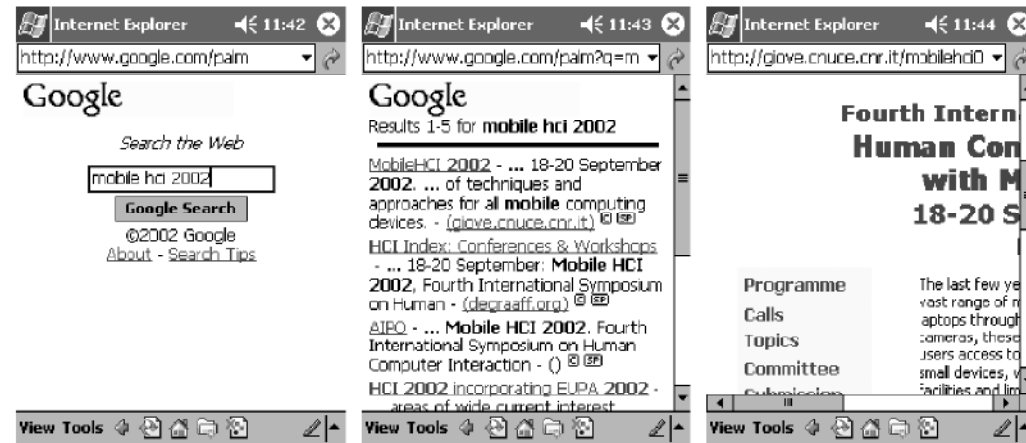 Internet Explorer 11:42
http://www.google.com/palm
Google
Search the Web
mobile hci 2002
Google Search
©2002 Google
About - Search Tips
View Tools
Internet Explorer 11:43
http://www.google.com/palm?q=m
Google
Results 1-5 for mobile hci 2002
MobileHCI 2002 - ... 18-20 September
2002. ... of techniques and
approaches for all mobile computing
devices. - (giove.cnuce.cnr.it) C SP
HCI Index: Conferences & Workshops
- ... 18-20 September: Mobile HCI
2002, Fourth International Symposium
on Human - (degraaff.org) C SP
AIPO - ... Mobile HCI 2002. Fourth
International Symposium on Human
Computer Interaction - () C SP
HCI 2002 incorporating EUPA 2002 -
areas of wide current interest
View Tools
Internet Explorer 11:44
http://giove.cnuce.cnr.it/mobilehci0
Fourth Intern
Human Con
with M
18-20 S
Programme
Calls
Topics
Committee
Submission
The last few ye
vast range of m
laptops through
cameras, these
users access to
small devices, w
facilities and lim
View Tools